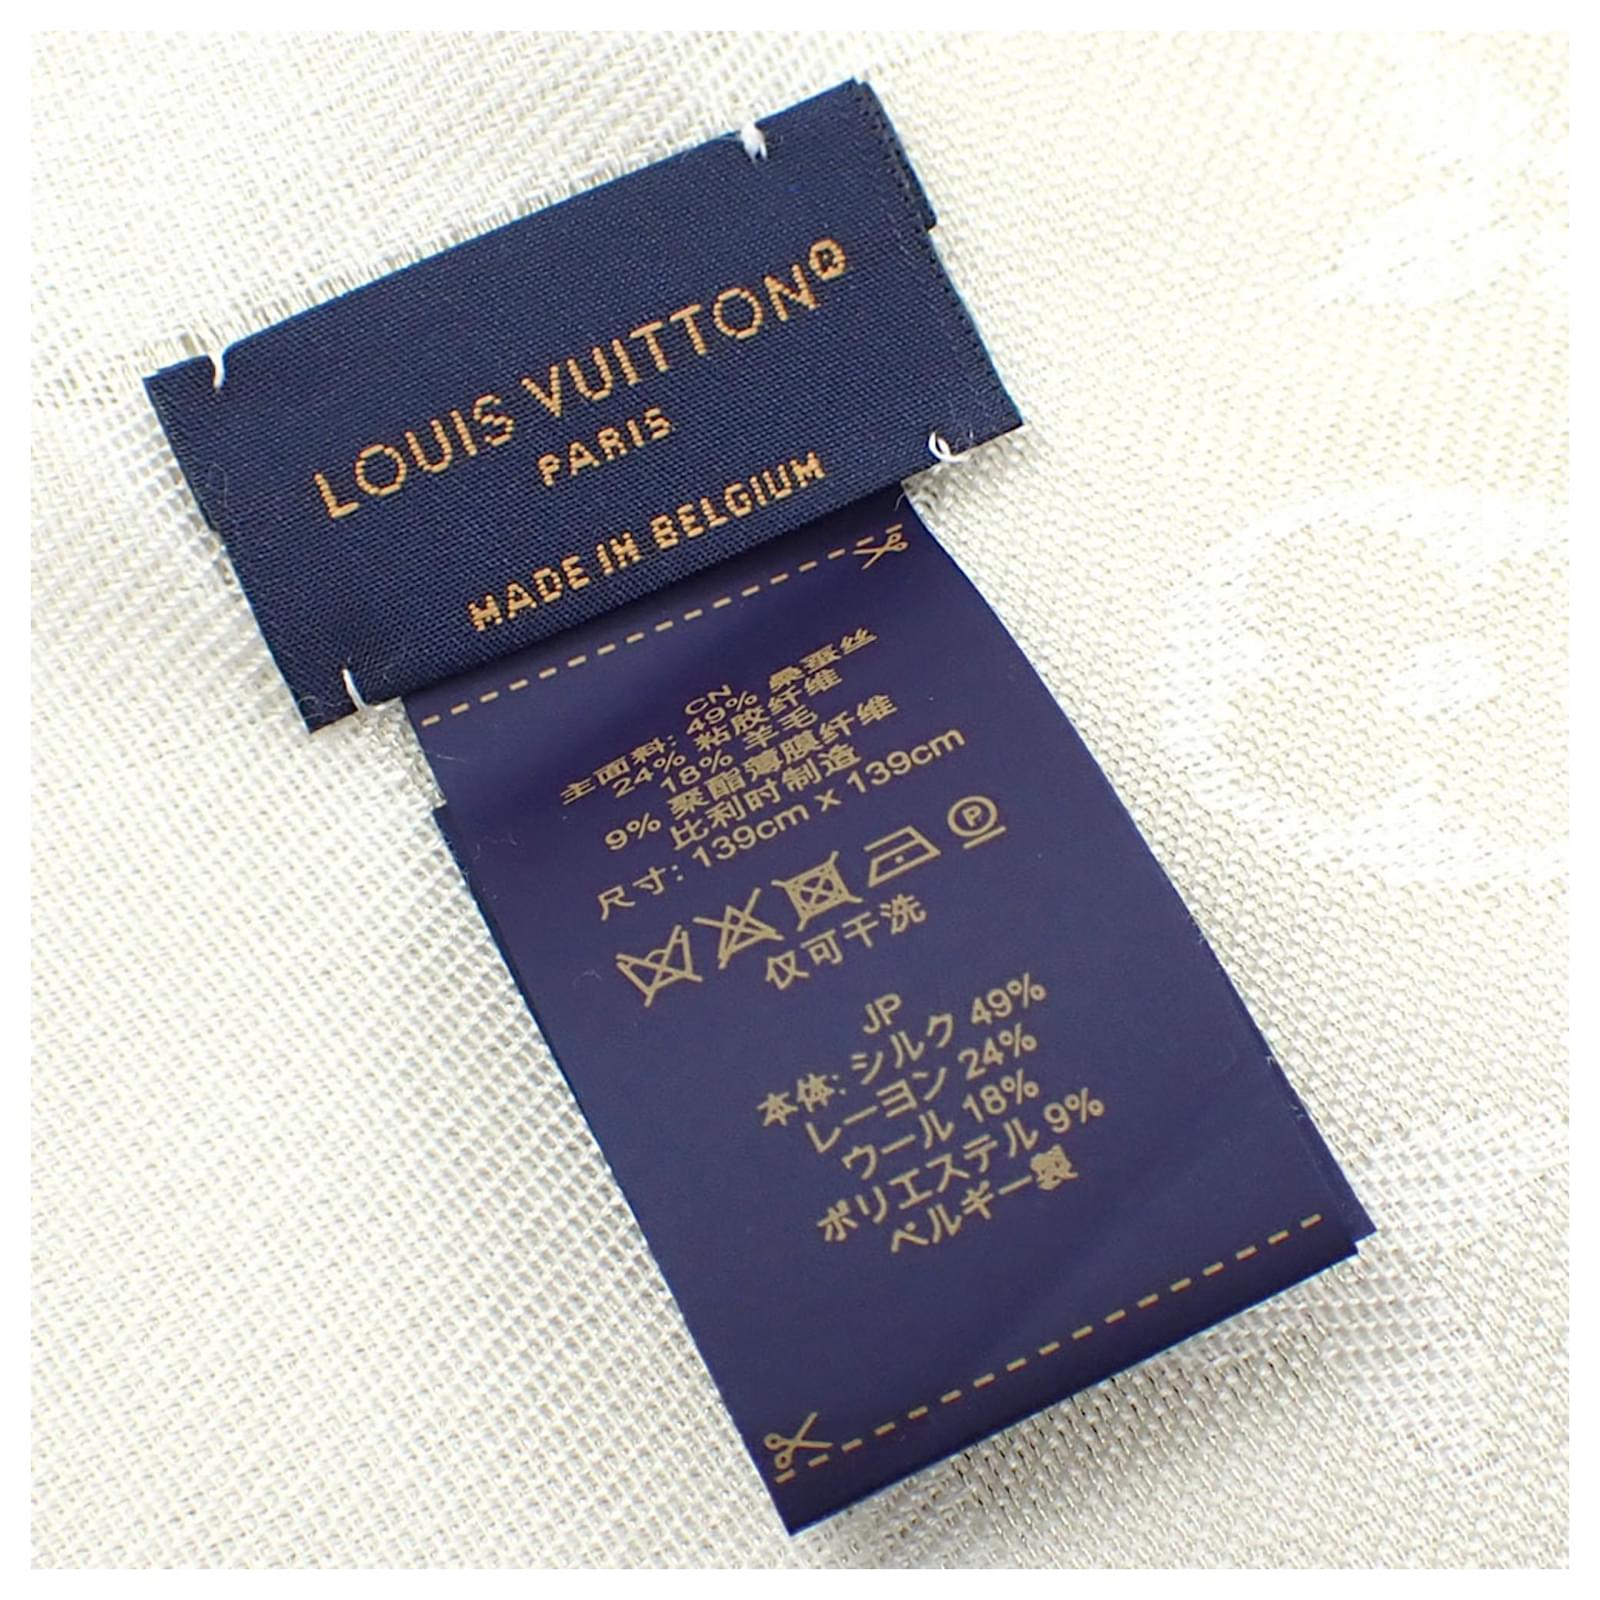 LOUIS VUITTON®
PARIS
MADE IN BELGIUM
CN
主面料: 49% 桑蚕丝
24% 粘胶纤维
18% 羊毛
9% 聚酯薄膜纤维
比利时制造
尺寸: 139cm x 139cm
P
仅可干洗
JP
本体: シルク 49%
レーヨン 24%
ウール 18%
ポリエステル 9%
ベルギー製